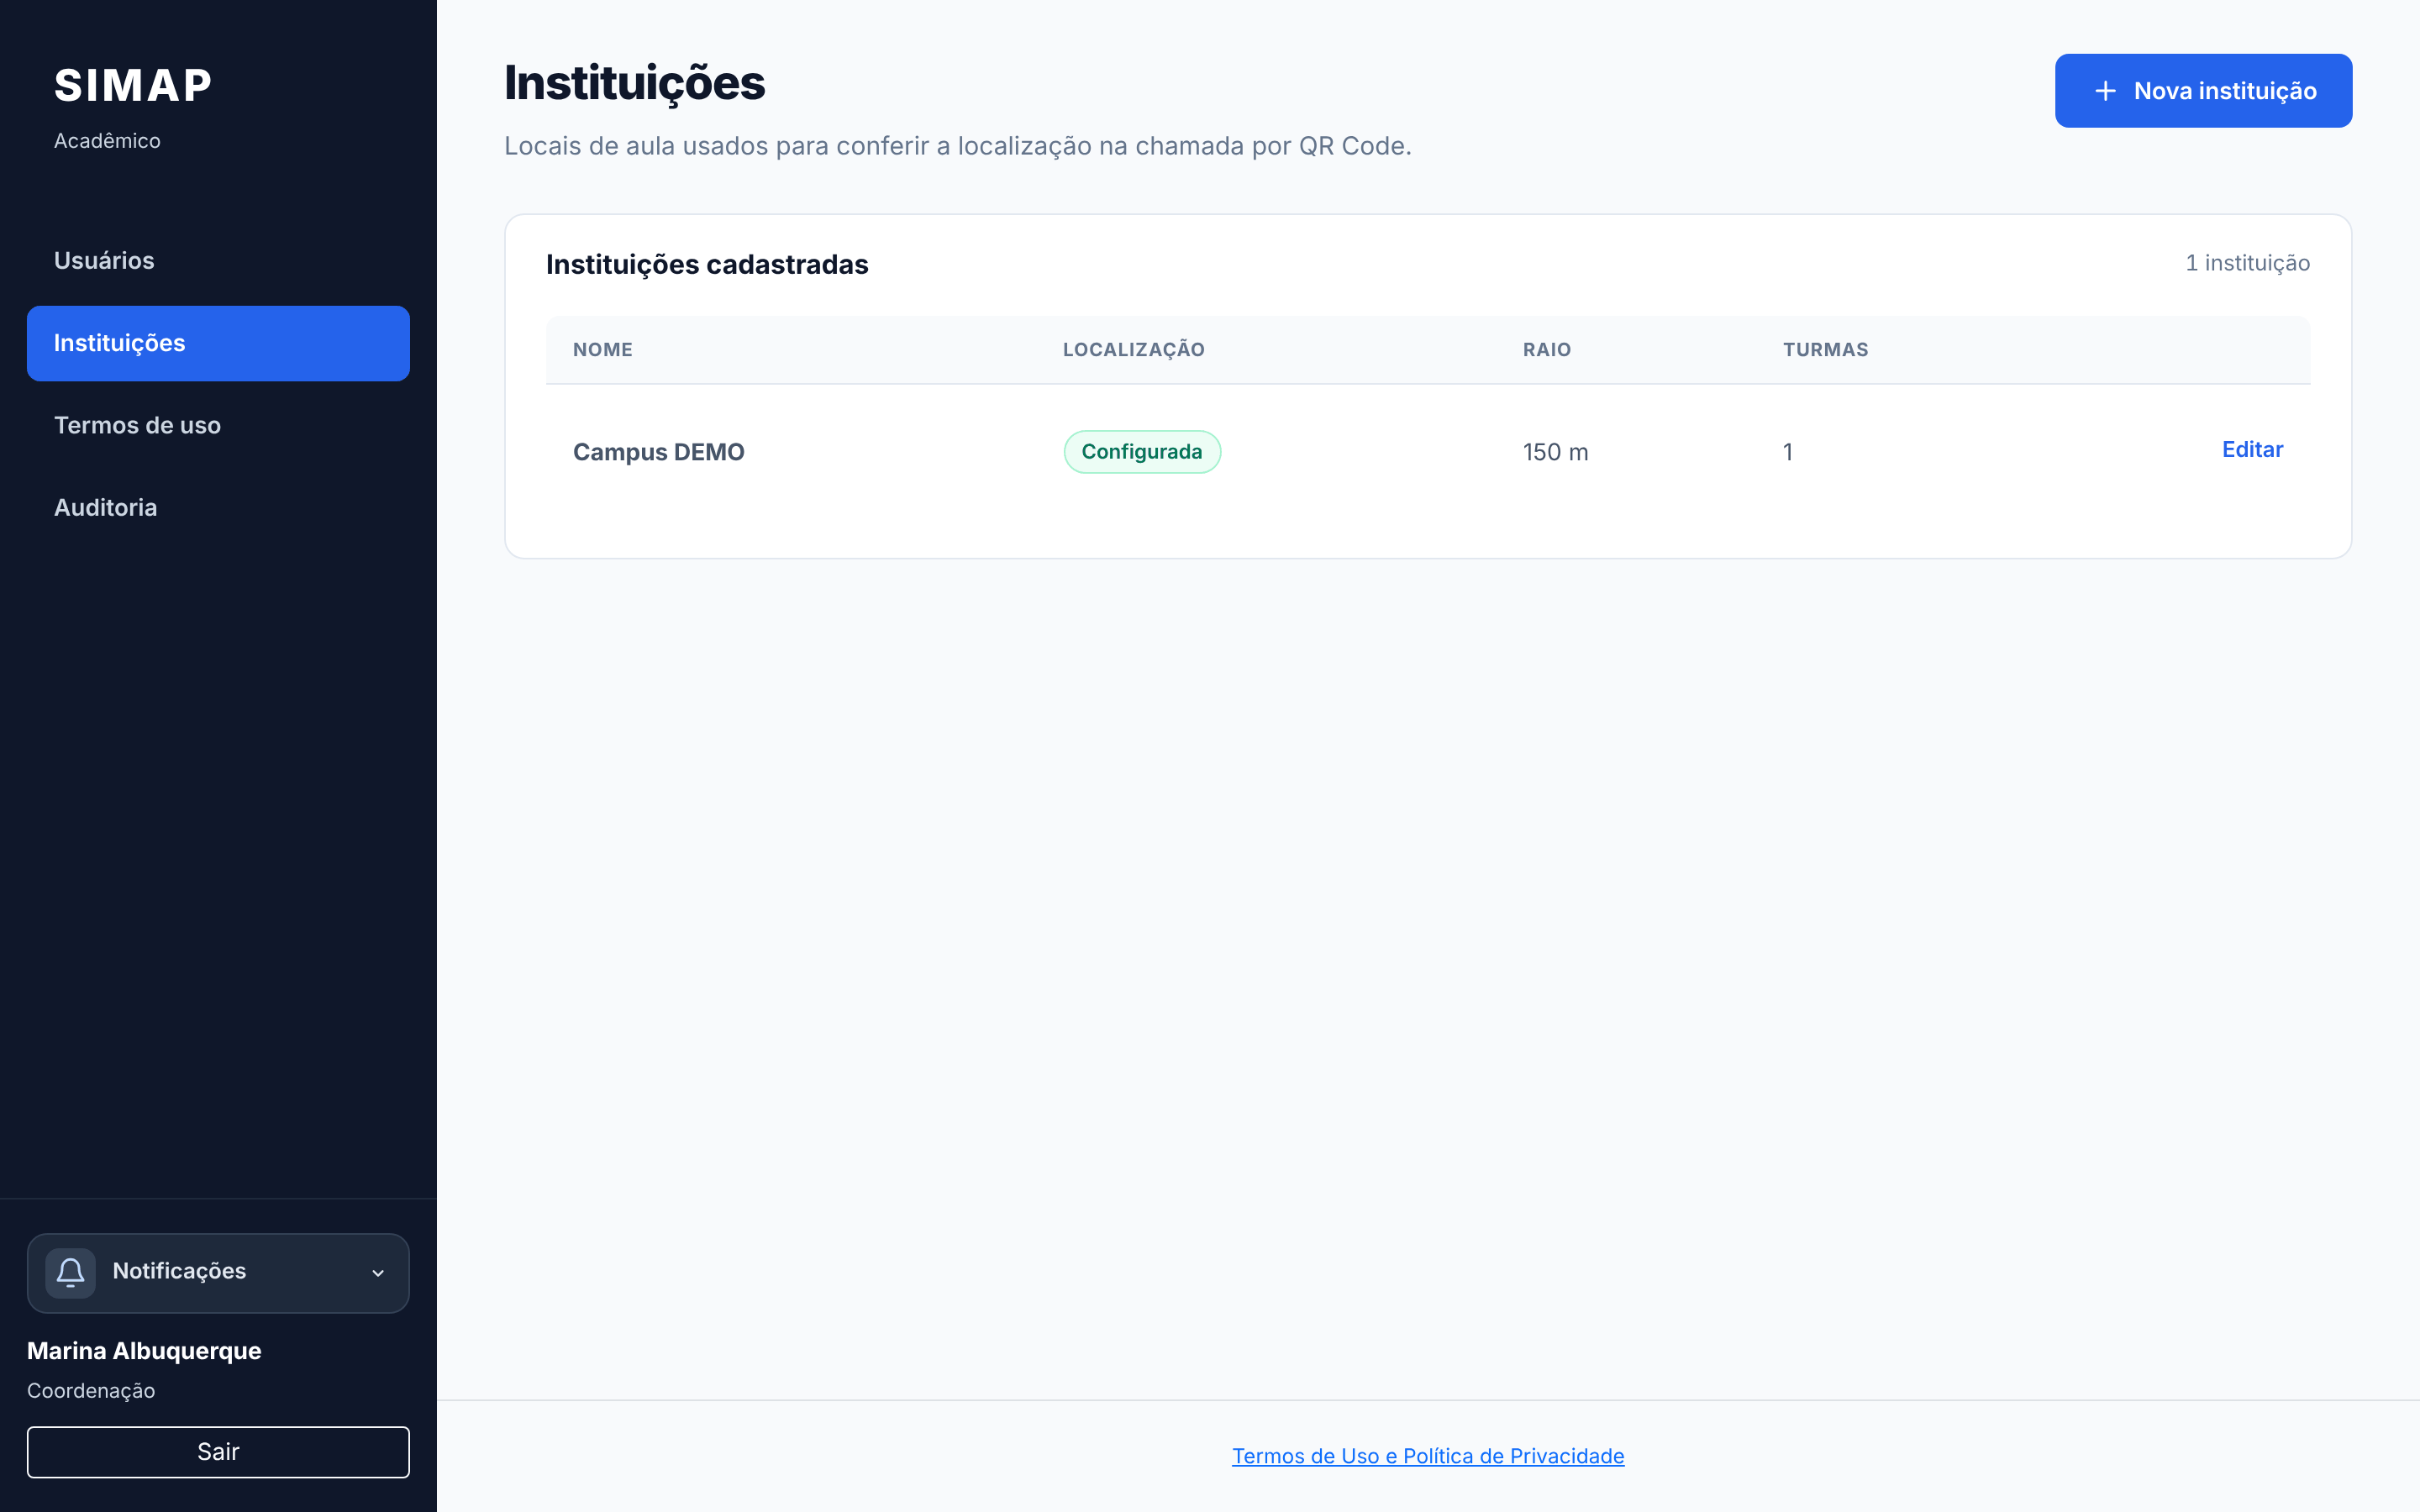 SIMAP
Acadêmico
Usuários
Instituições
Termos de uso
Auditoria
Notificações
Marina Albuquerque
Coordenação
Sair
Instituições
Locais de aula usados para conferir a localização na chamada por QR Code.
+ Nova instituição
Instituições cadastradas
1 instituição
NOME LOCALIZAÇÃO RAIO TURMAS
Campus DEMO Configurada 150 m 1 Editar
Termos de Uso e Política de Privacidade